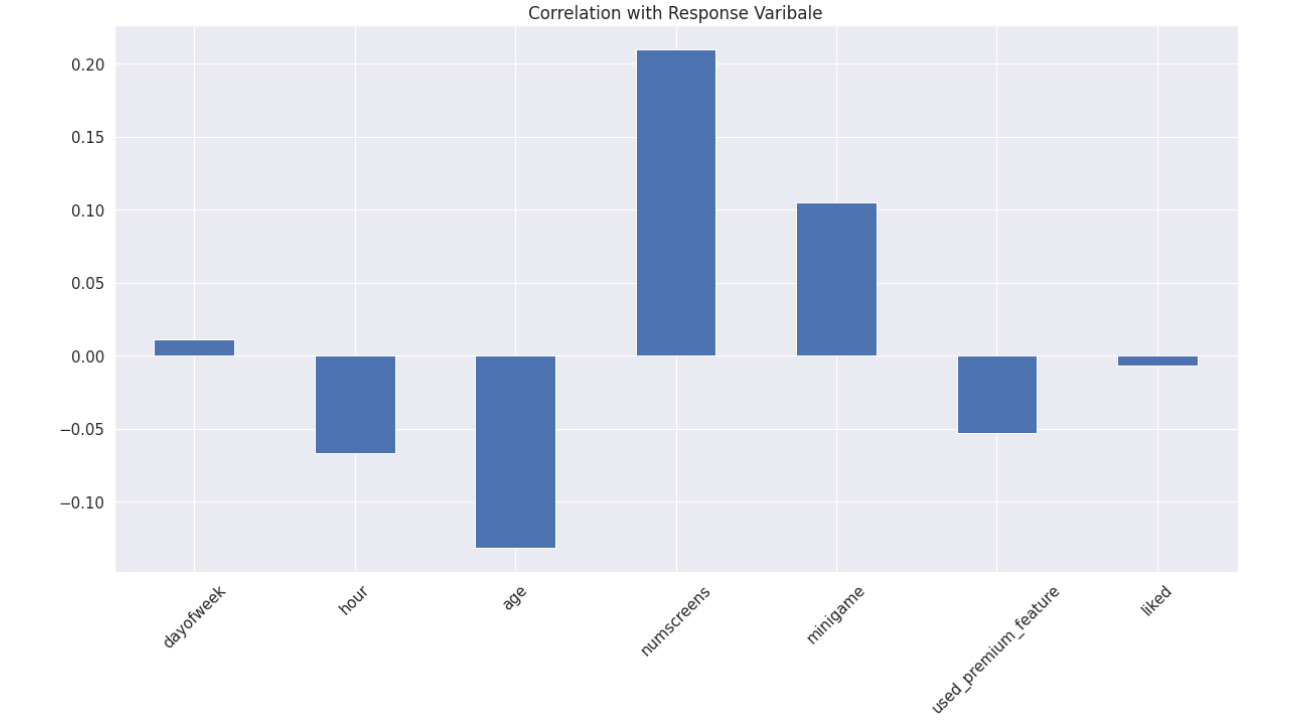 Correlation with Response Varibale
0.20
0.15
0.10
0.05
0.00
−0.05
−0.10
dayofweek
hour
age
numscreens
minigame
used_premium_feature
liked